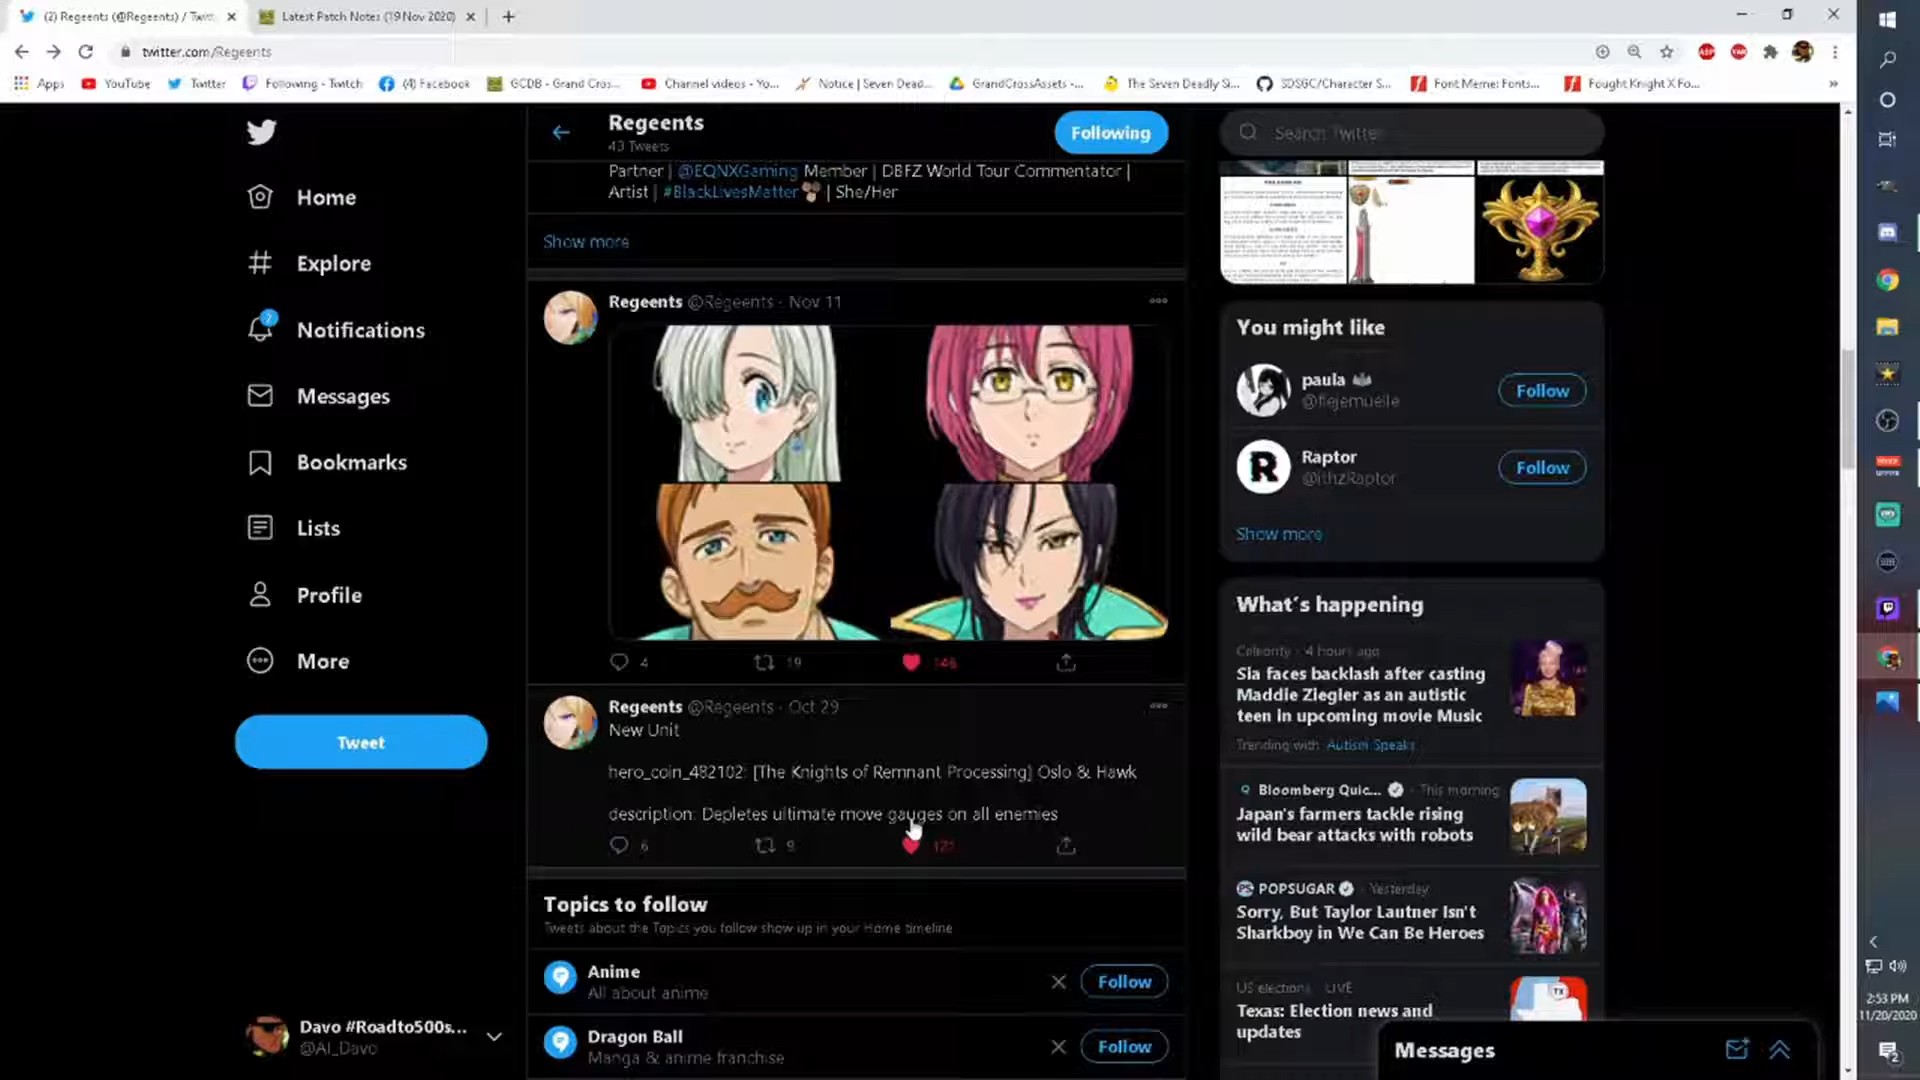 (2) Regeents (@Regeents) / Twit
Latest Patch Notes (19 Nov 2020)
twitter.com/Regeents
Apps
YouTube
Twitter
Following - Twitch
(4) Facebook
GCDB - Grand Cros...
Channel videos - Yo...
Notice | Seven Dead...
GrandCrossAssets -...
The Seven Deadly Si...
SDSGC/Character S...
Font Meme: Fonts...
Fought Knight X Fo...
Home
Explore
Notifications
Messages
Bookmarks
Lists
Profile
More
Tweet
Davo #Roadto500s...
@Al_Davo
Regeents
43 Tweets
Following
Partner | @EQNXGaming Member | DBFZ World Tour Commentator |
Artist | #BlackLivesMatter | She/Her
Show more
Regeents @Regeents · Nov 11
4 19 146
Regeents @Regeents · Oct 29
New Unit
hero_coin_482102: [The Knights of Remnant Processing] Oslo & Hawk
description: Depletes ultimate move gauges on all enemies
6 9 121
Topics to follow
Tweets about the Topics you follow show up in your Home timeline
Anime
All about anime
Follow
Dragon Ball
Manga & anime franchise
Follow
Search Twitter
You might like
paula
@flejemuelle
Follow
Raptor
@ithzRaptor
Follow
Show more
What's happening
Celebrity · 4 hours ago
Sia faces backlash after casting
Maddie Ziegler as an autistic
teen in upcoming movie Music
Trending with Autism Speaks
Bloomberg Quic... · This morning
Japan's farmers tackle rising
wild bear attacks with robots
POPSUGAR · Yesterday
Sorry, But Taylor Lautner Isn't
Sharkboy in We Can Be Heroes
US elections · LIVE
Texas: Election news and
updates
Messages
2:53 PM
11/20/2020